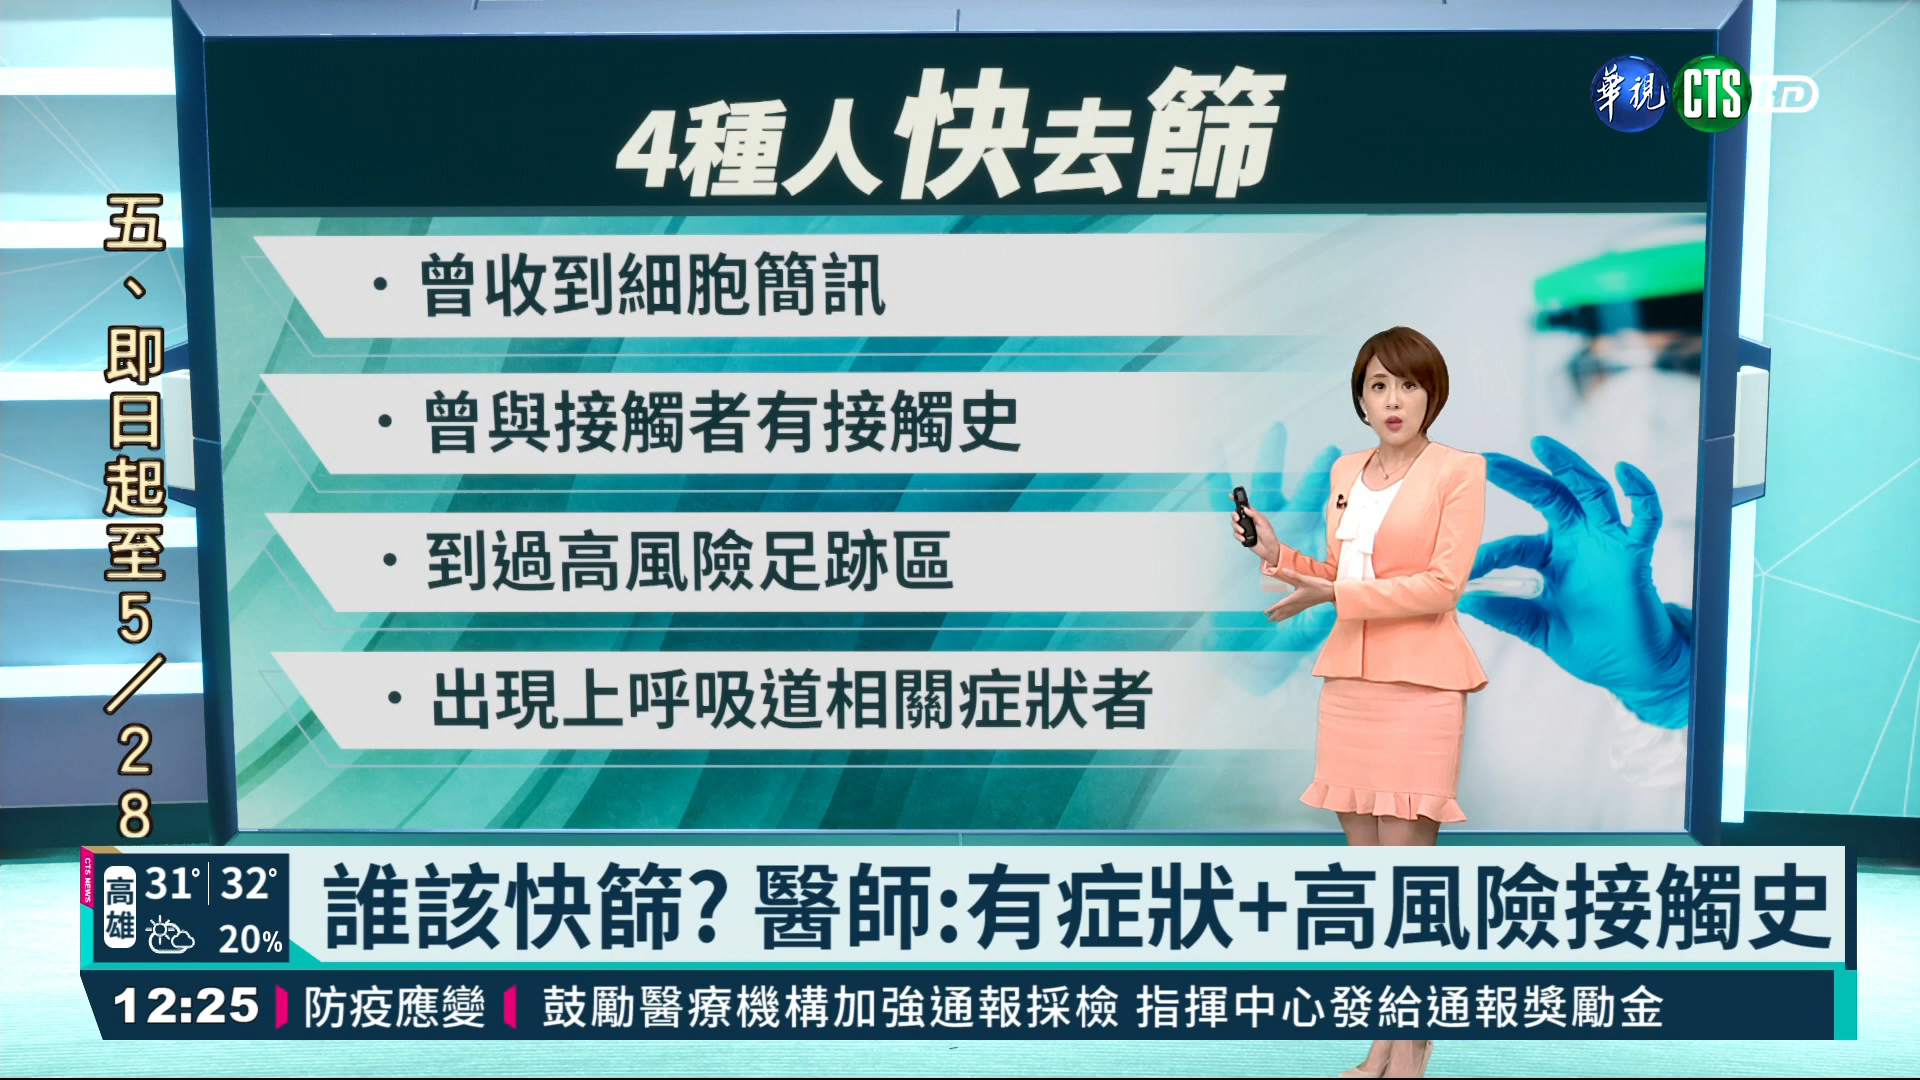 4種人快去篩
華視 CTS HD
五、即日起至5/28
・曾收到細胞簡訊
・曾與接觸者有接觸史
・到過高風險足跡區
・出現上呼吸道相關症狀者
CTS NEWS
高雄
31° 32°
20%
誰該快篩? 醫師:有症狀+高風險接觸史
12:25 防疫應變 鼓勵醫療機構加強通報採檢 指揮中心發給通報獎勵金